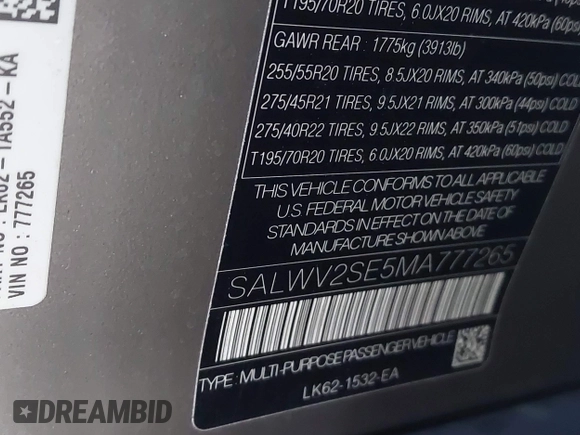 T195/70R20 TIRES, 6.0JX20 RIMS, AT 420kPa (60psi)
GAWR REAR : 1775kg (3913lb)
255/55R20 TIRES, 8.5JX20 RIMS, AT 340kPa (50psi) COLD
275/45R21 TIRES, 9.5JX21 RIMS, AT 300kPa (44psi) COLD
275/40R22 TIRES, 9.5JX22 RIMS, AT 350kPa (51psi) COLD
T195/70R20 TIRES, 6.0JX20 RIMS, AT 420kPa (60psi) COLD
THIS VEHICLE CONFORMS TO ALL APPLICABLE
U.S. FEDERAL MOTOR VEHICLE SAFETY
STANDARDS IN EFFECT ON THE DATE OF
MANUFACTURE SHOWN ABOVE
SALWV2SE5MA777265
TYPE : MULTI-PURPOSE PASSENGER VEHICLE
LK62-1532-EA
NO : LK62 - 1A552 - KA
VIN NO : 777265
DREAMBID